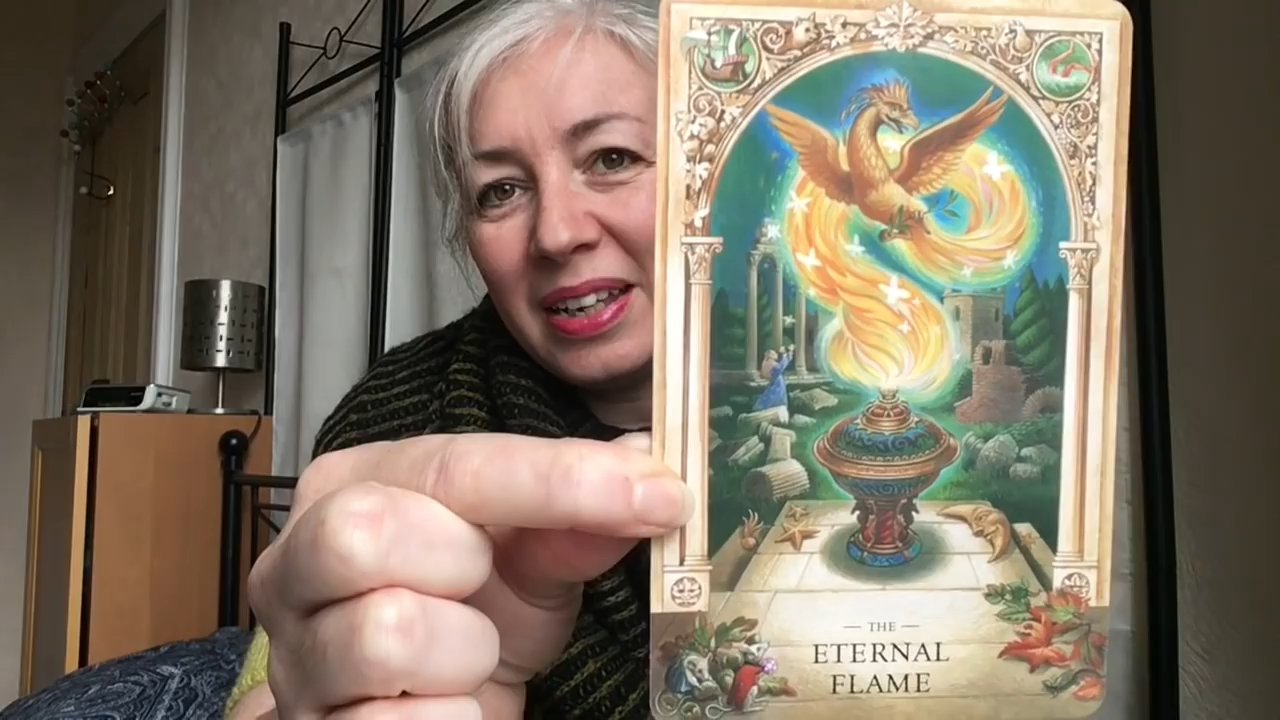 — THE —
ETERNAL
FLAME